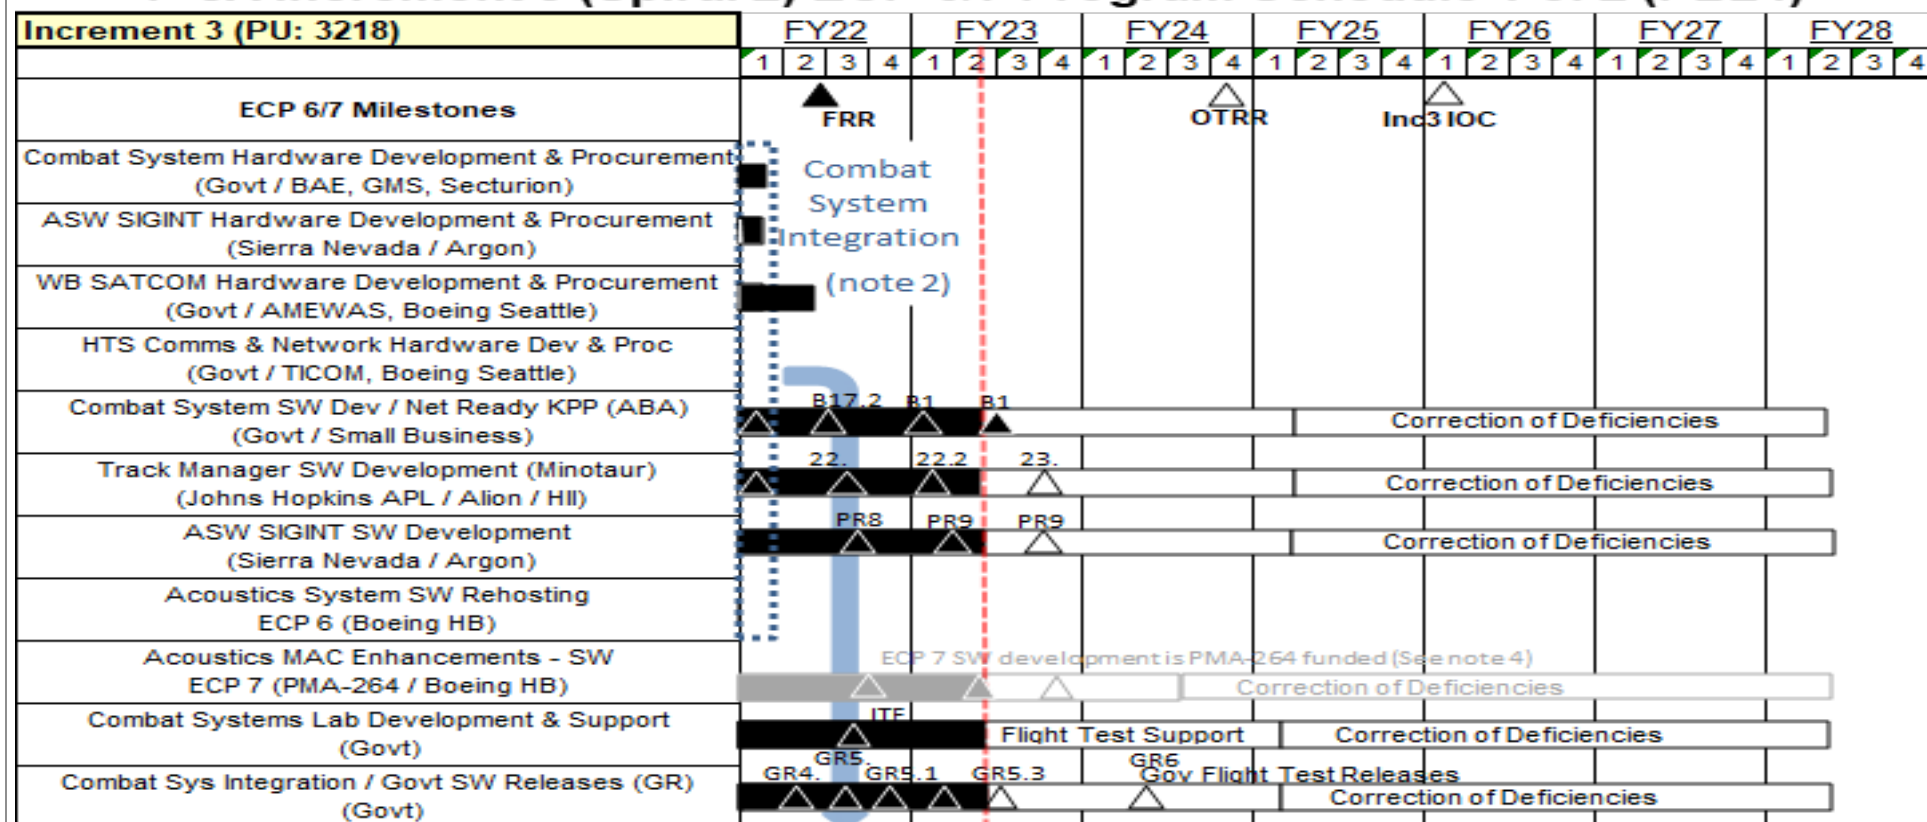 Increment 3 (PU: 3218)
FY22 FY23 FY24 FY25 FY26 FY27 FY28
1 2 3 4 1 2 3 4 1 2 3 4 1 2 3 4 1 2 3 4 1 2 3 4 1 2 3 4
ECP 6/7 Milestones
FRR
OTRR
Inc3 IOC
Combat System Hardware Development & Procurement
(Govt / BAE, GMS, Secturion)
Combat
System
Integration
(note 2)
ASW SIGINT Hardware Development & Procurement
(Sierra Nevada / Argon)
WB SATCOM Hardware Development & Procurement
(Govt / AMEWAS, Boeing Seattle)
HTS Comms & Network Hardware Dev & Proc
(Govt / TICOM, Boeing Seattle)
Combat System SW Dev / Net Ready KPP (ABA)
(Govt / Small Business)
B17.2 B1 B1
Correction of Deficiencies
Track Manager SW Development (Minotaur)
(Johns Hopkins APL / Alion / HII)
22. 22.2 23.
Correction of Deficiencies
ASW SIGINT SW Development
(Sierra Nevada / Argon)
PR8 PR9 PR9
Correction of Deficiencies
Acoustics System SW Rehosting
ECP 6 (Boeing HB)
Acoustics MAC Enhancements - SW
ECP 7 (PMA-264 / Boeing HB)
ECP 7 SW development is PMA-264 funded (See note 4)
Correction of Deficiencies
Combat Systems Lab Development & Support
(Govt)
ITF
Flight Test Support
Correction of Deficiencies
Combat Sys Integration / Govt SW Releases (GR)
(Govt)
GR4. GR5. GR5.1 GR5.3 GR6
Gov Flight Test Releases
Correction of Deficiencies